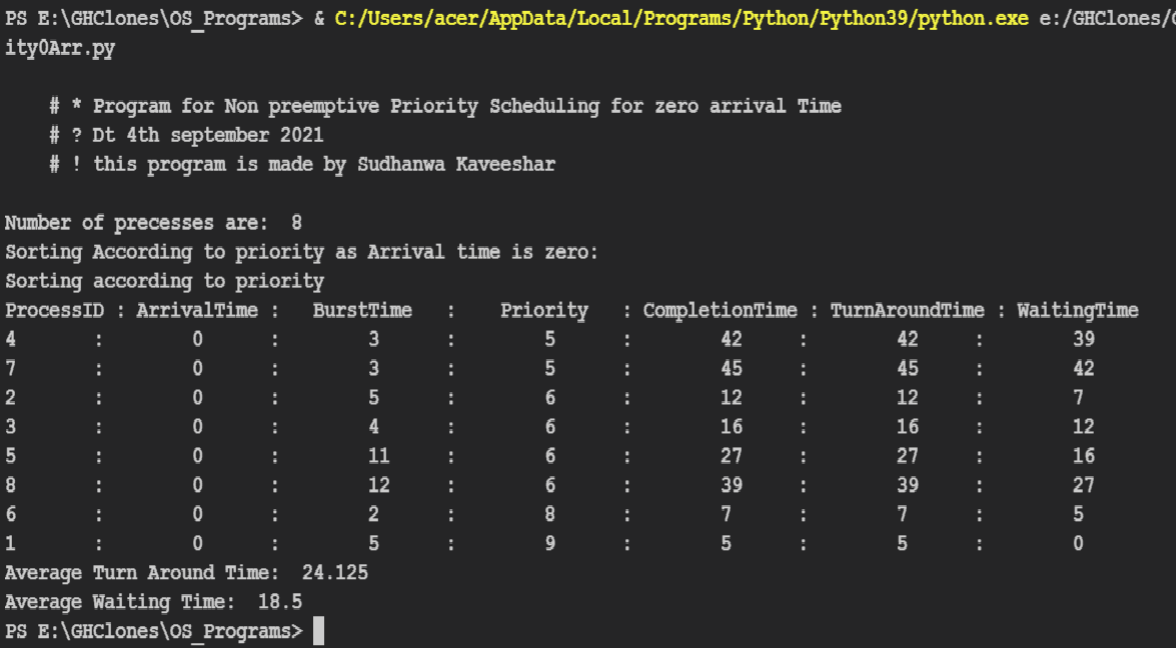 PS E:\GHClones\OS_Programs> & C:/Users/acer/AppData/Local/Programs/Python/Python39/python.exe e:/GHClones/
ity0Arr.py
# * Program for Non preemptive Priority Scheduling for zero arrival Time
# ? Dt 4th september 2021
# ! this program is made by Sudhanwa Kaveeshar
Number of precesses are:  8
Sorting According to priority as Arrival time is zero:
Sorting according to priority
ProcessID : ArrivalTime :   BurstTime   :    Priority   : CompletionTime : TurnAroundTime : WaitingTime
4 : 0 : 3 : 5 : 42 : 42 : 39
7 : 0 : 3 : 5 : 45 : 45 : 42
2 : 0 : 5 : 6 : 12 : 12 : 7
3 : 0 : 4 : 6 : 16 : 16 : 12
5 : 0 : 11 : 6 : 27 : 27 : 16
8 : 0 : 12 : 6 : 39 : 39 : 27
6 : 0 : 2 : 8 : 7 : 7 : 5
1 : 0 : 5 : 9 : 5 : 5 : 0
Average Turn Around Time:  24.125
Average Waiting Time:  18.5
PS E:\GHClones\OS_Programs>